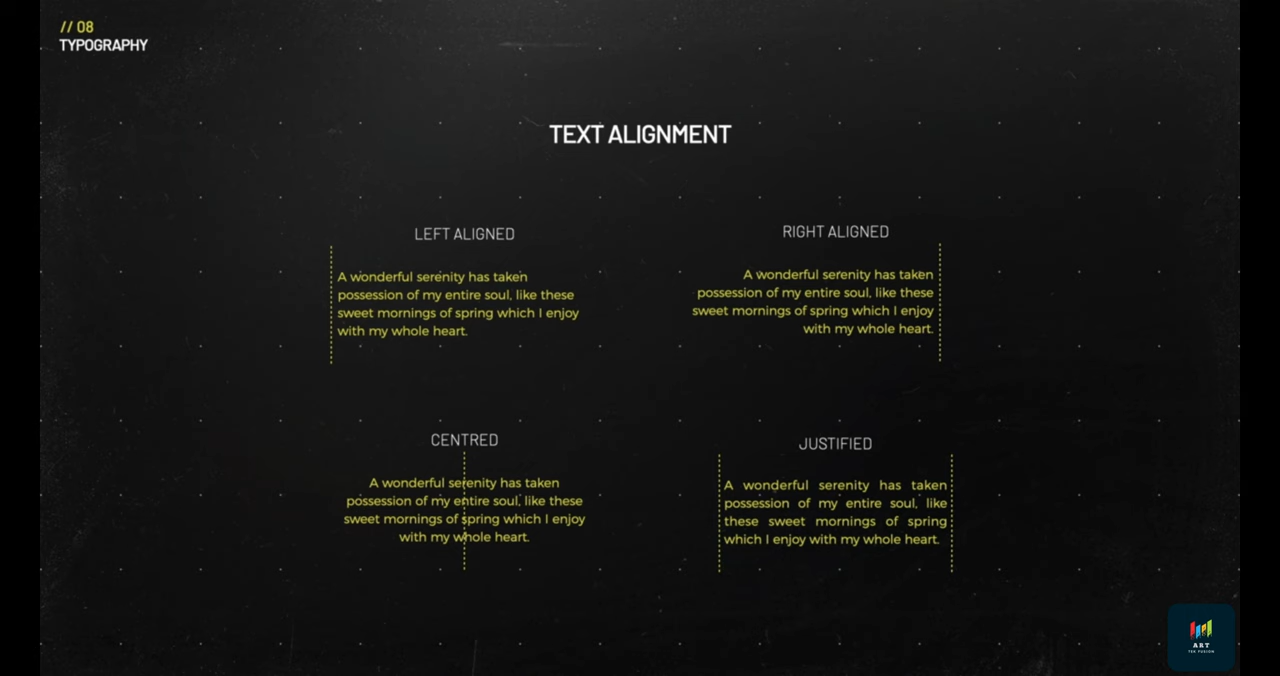 // 08
TYPOGRAPHY
TEXT ALIGNMENT
LEFT ALIGNED
A wonderful serenity has taken
possession of my entire soul, like these
sweet mornings of spring which I enjoy
with my whole heart.
RIGHT ALIGNED
A wonderful serenity has taken
possession of my entire soul, like these
sweet mornings of spring which I enjoy
with my whole heart.
CENTRED
A wonderful serenity has taken
possession of my entire soul, like these
sweet mornings of spring which I enjoy
with my whole heart.
JUSTIFIED
A wonderful serenity has taken
possession of my entire soul, like
these sweet mornings of spring
which I enjoy with my whole heart.
ART
TEK FUSION